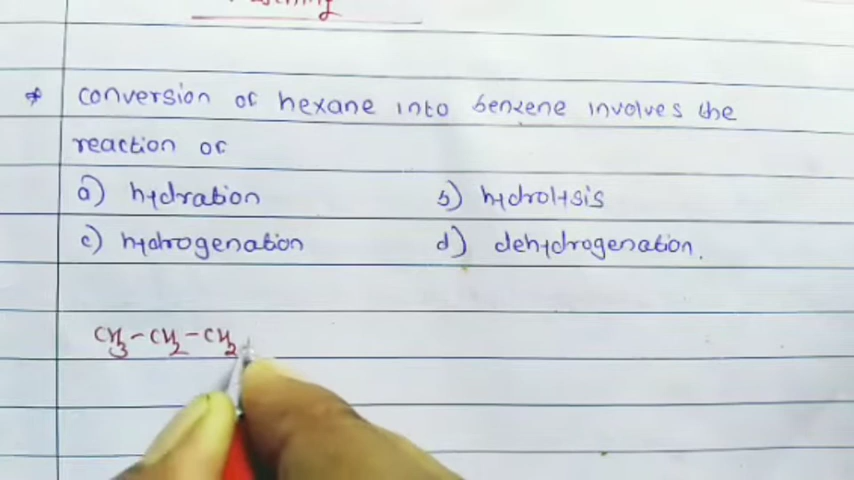 * conversion of hexane into benzene involves the
reaction of
a) hydration b) hydrolysis
c) hydrogenation d) dehydrogenation.
CH3-CH2-CH2